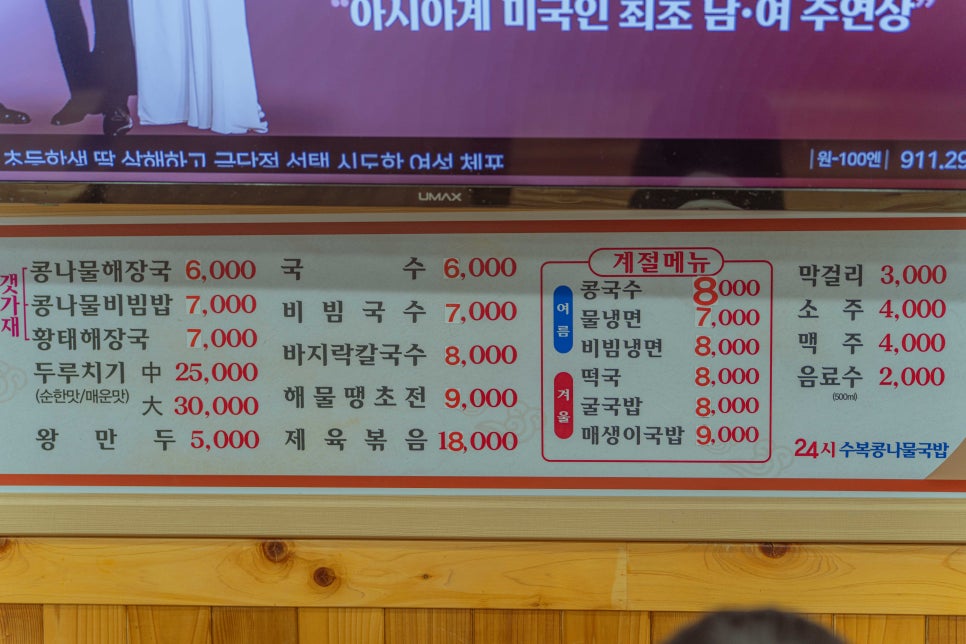 "아시아계 미국인 최초 남·여 주연상"
초등학생 딸 살해하고 극단적 선택 시도한 여성 체포
원-100엔 911.29
UMAX
갯가재
콩나물해장국 6,000
콩나물비빔밥 7,000
황태해장국 7,000
두루치기 中 25,000
(순한맛/매운맛) 大 30,000
왕만두 5,000
국수 6,000
비빔국수 7,000
바지락칼국수 8,000
해물땡초전 9,000
제육볶음 18,000
계절메뉴
여름
콩국수 8,000
물냉면 7,000
비빔냉면 8,000
겨울
떡국 8,000
굴국밥 8,000
매생이국밥 9,000
막걸리 3,000
소주 4,000
맥주 4,000
음료수 2,000
(500ml)
24시 수복콩나물국밥